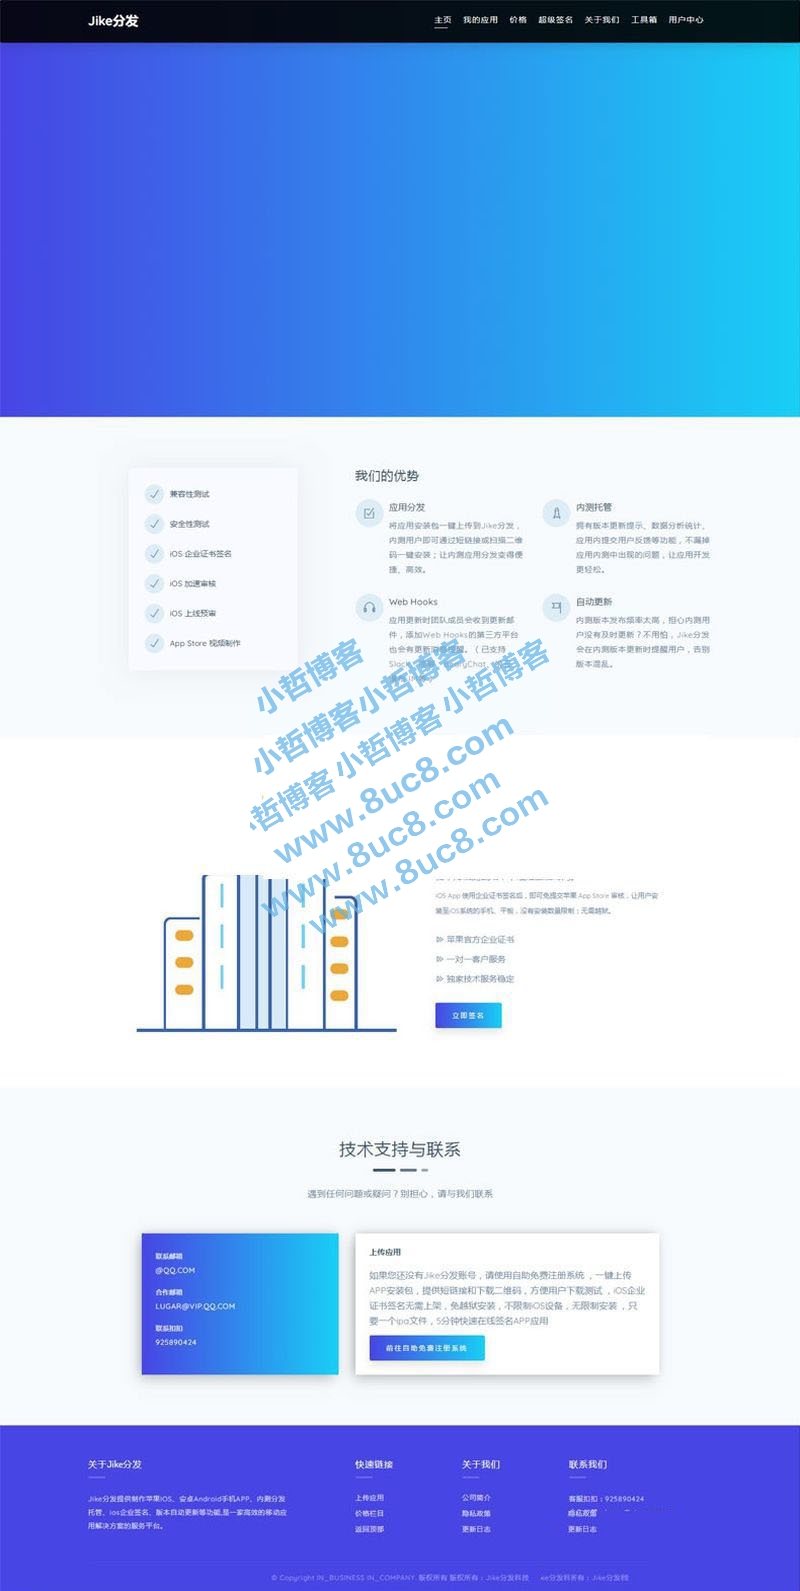 Jike分发
主页 我的应用 价格 超级签名 关于我们 工具箱 用户中心
兼容性测试
安全性测试
iOS 企业证书签名
iOS 加速审核
iOS 上线预审
App Store 视频制作
我们的优势
应用分发
将应用安装包一键上传到Jike分发，
内测用户即可通过短链接或扫描二维
码一键安装；让内测应用分发变得便
捷、高效。
内测托管
拥有版本更新提示、数据分析统计、
应用内提交用户反馈等功能，不漏掉
应用内测中出现的问题，让应用开发
更轻松。
Web Hooks
应用更新时团队成员会收到更新邮
件，添加Web Hooks的第三方平台
也会有更新消息提醒。（ 已支持
自动更新
内测版本发布频率太高，担心内测用
户没有及时更新？不用怕，Jike分发
会在内测版本更新时提醒用户，告别
版本混乱。
小哲博客
小哲博客小哲博客
小哲博客 小哲博客 小哲博客
www.8uc8.com
www.8uc8.com
iOS App 使用企业证书签名后，即可免提交苹果 App Store 审核，让用户安
装至iOS系统的手机、平板，没有安装数量限制；无需越狱。
苹果官方企业证书
一对一客户服务
独家技术服务稳定
立即签名
技术支持与联系
遇到任何问题或疑问？别担心，请与我们联系
联系邮箱
@QQ.COM
合作邮箱
LUGAR@VIP.QQ.COM
联系扣扣
925890424
上传应用
如果您还没有Jike分发账号，请使用自助免费注册系统 ，一键上传
APP安装包，提供短链接和下载二维码，方便用户下载测试 ，iOS企业
证书签名无需上架，免越狱安装，不限制iOS设备，无限制安装 ，只
要一个ipa文件，5分钟快速在线签名APP应用
前往自助免费注册系统
关于Jike分发
Jike分发提供制作苹果IOS、安卓Android手机APP、内测分发
托管、ios企业签名、版本自动更新等功能,是一家高效的移动应
用解决方案的服务平台。
快速链接
上传应用
价格栏目
返回顶部
关于我们
公司简介
隐私政策
更新日志
联系我们
客服扣扣：925890424
隐私政策
更新日志
© Copyright IN_BUSINESS IN_COMPANY. 版权所有 版权所有：Jike分发科技